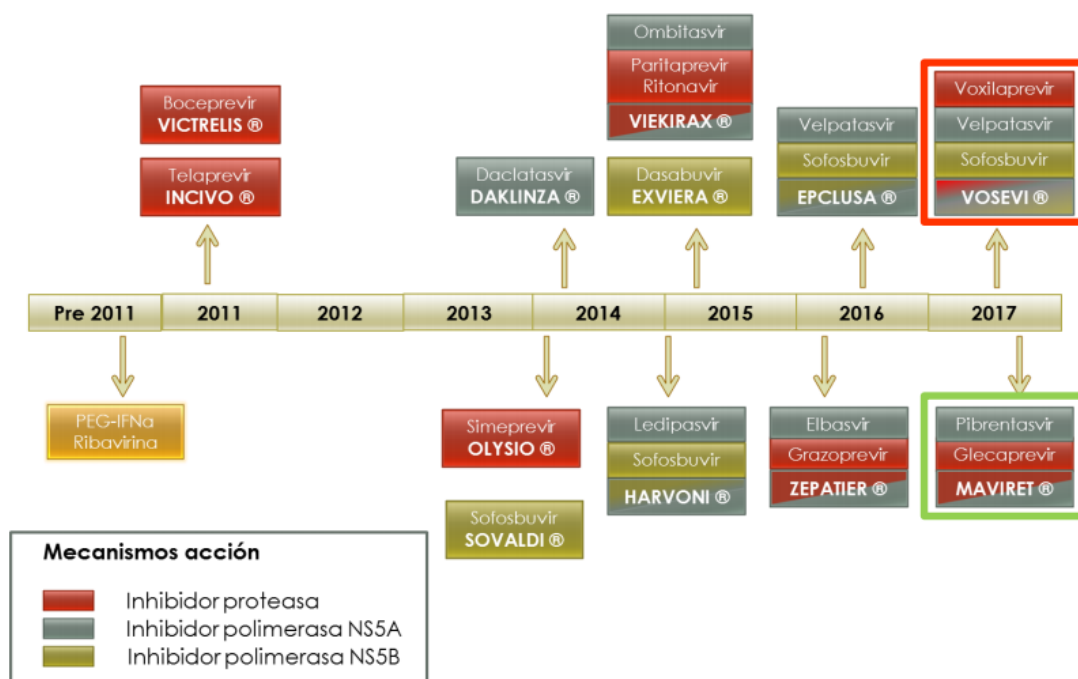 Ombitasvir
Paritaprevir
Ritonavir
VIEKIRAX ®
Boceprevir
VICTRELIS ®
Telaprevir
INCIVO ®
Daclatasvir
DAKLINZA ®
Dasabuvir
EXVIERA ®
Velpatasvir
Sofosbuvir
EPCLUSA ®
Voxilaprevir
Velpatasvir
Sofosbuvir
VOSEVI ®
Pre 2011
2011
2012
2013
2014
2015
2016
2017
PEG-IFNa
Ribavirina
Simeprevir
OLYSIO ®
Sofosbuvir
SOVALDI ®
Ledipasvir
Sofosbuvir
HARVONI ®
Elbasvir
Grazoprevir
ZEPATIER ®
Pibrentasvir
Glecaprevir
MAVIRET ®
Mecanismos acción
Inhibidor proteasa
Inhibidor polimerasa NS5A
Inhibidor polimerasa NS5B